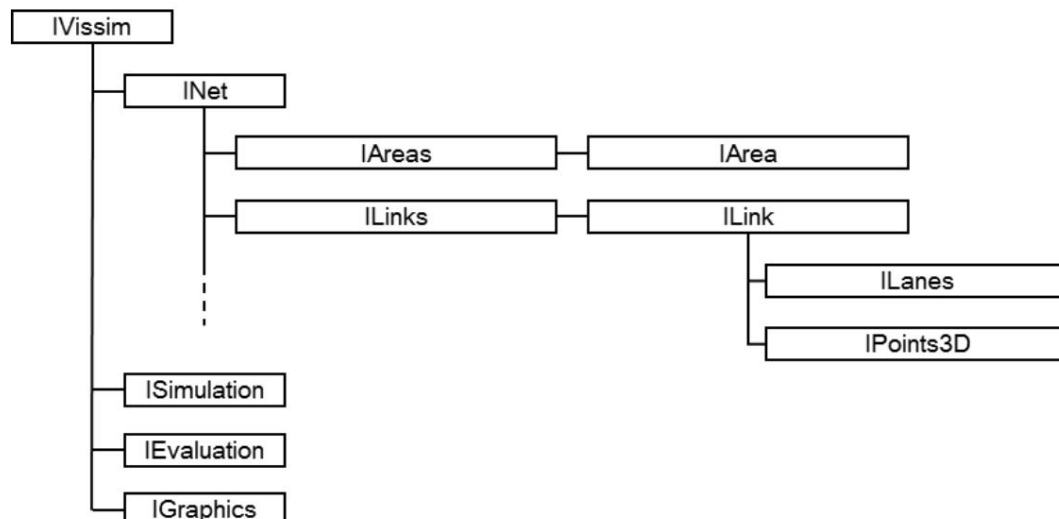 IVissim
INet
IAreas
IArea
ILinks
ILink
ILanes
IPoints3D
ISimulation
IEvaluation
IGraphics